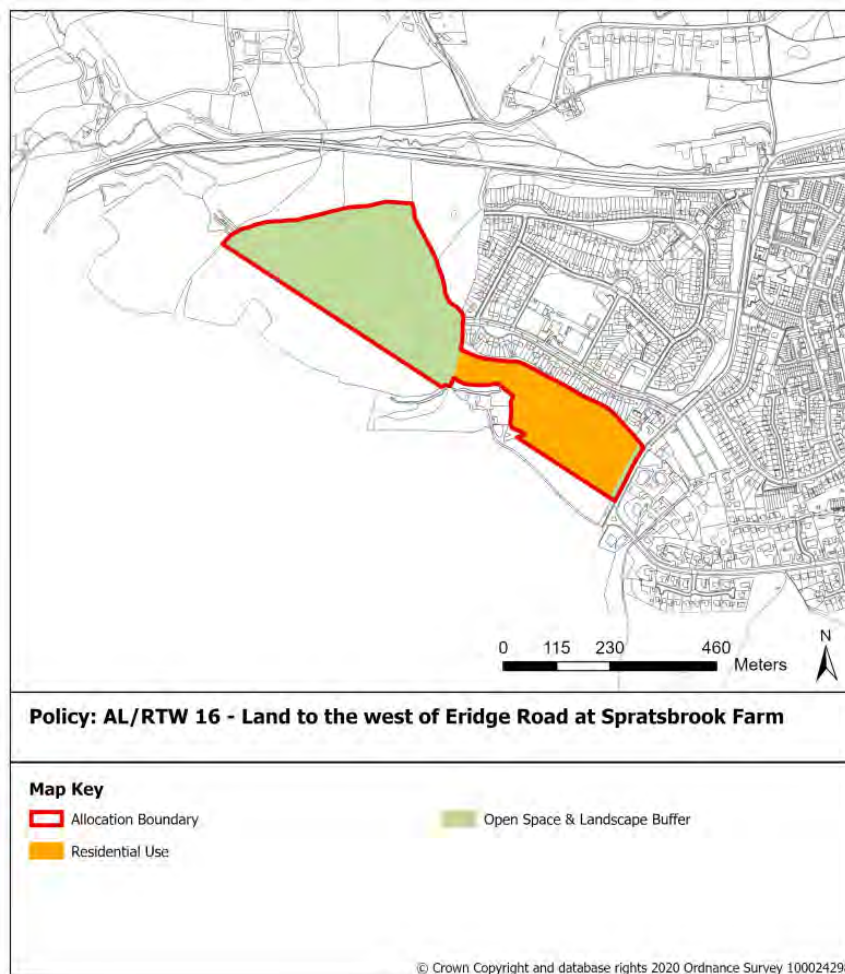 0 115 230 460
Meters
N
Policy: AL/RTW 16 - Land to the west of Eridge Road at Spratsbrook Farm
Map Key
Allocation Boundary
Open Space & Landscape Buffer
Residential Use
© Crown Copyright and database rights 2020 Ordnance Survey 10002429